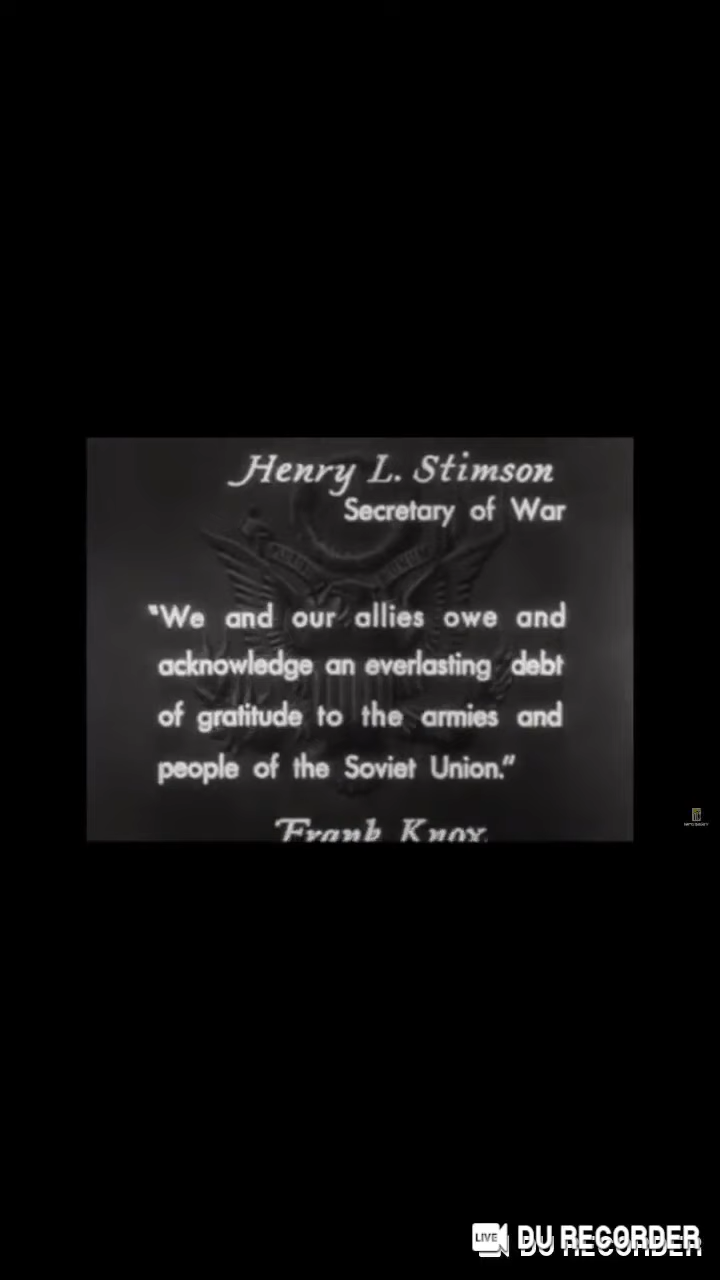 Henry L. Stimson
Secretary of War
"We and our allies owe and
acknowledge an everlasting debt
of gratitude to the armies and
people of the Soviet Union."
Frank Knox
LIVE DU RECORDER